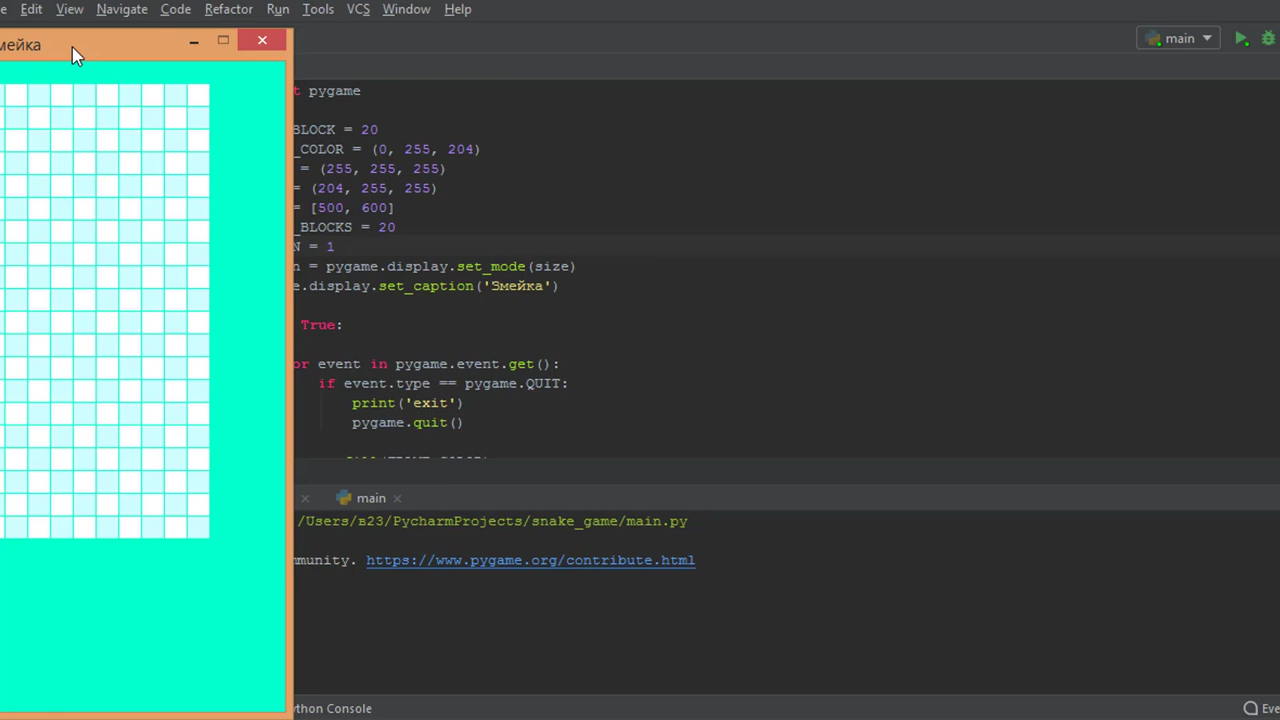 Edit View Navigate Code Refactor Run Tools VCS Window Help
мейка
main
t pygame
BLOCK = 20
_COLOR = (0, 255, 204)
= (255, 255, 255)
= (204, 255, 255)
= [500, 600]
_BLOCKS = 20
N = 1
n = pygame.display.set_mode(size)
e.display.set_caption('Змейка')
True:
or event in pygame.event.get():
if event.type == pygame.QUIT:
print('exit')
pygame.quit()
main
/Users/в23/PycharmProjects/snake_game/main.py
mmunity. https://www.pygame.org/contribute.html
ython Console
Eve